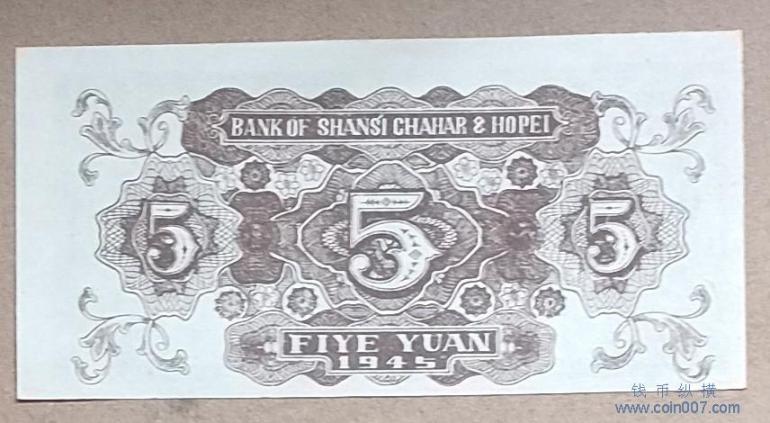 BANK OF SHANSI CHAHAR & HOPEI
5 5 5
FIYE YUAN
1945
钱币纵横
www.coin007.com